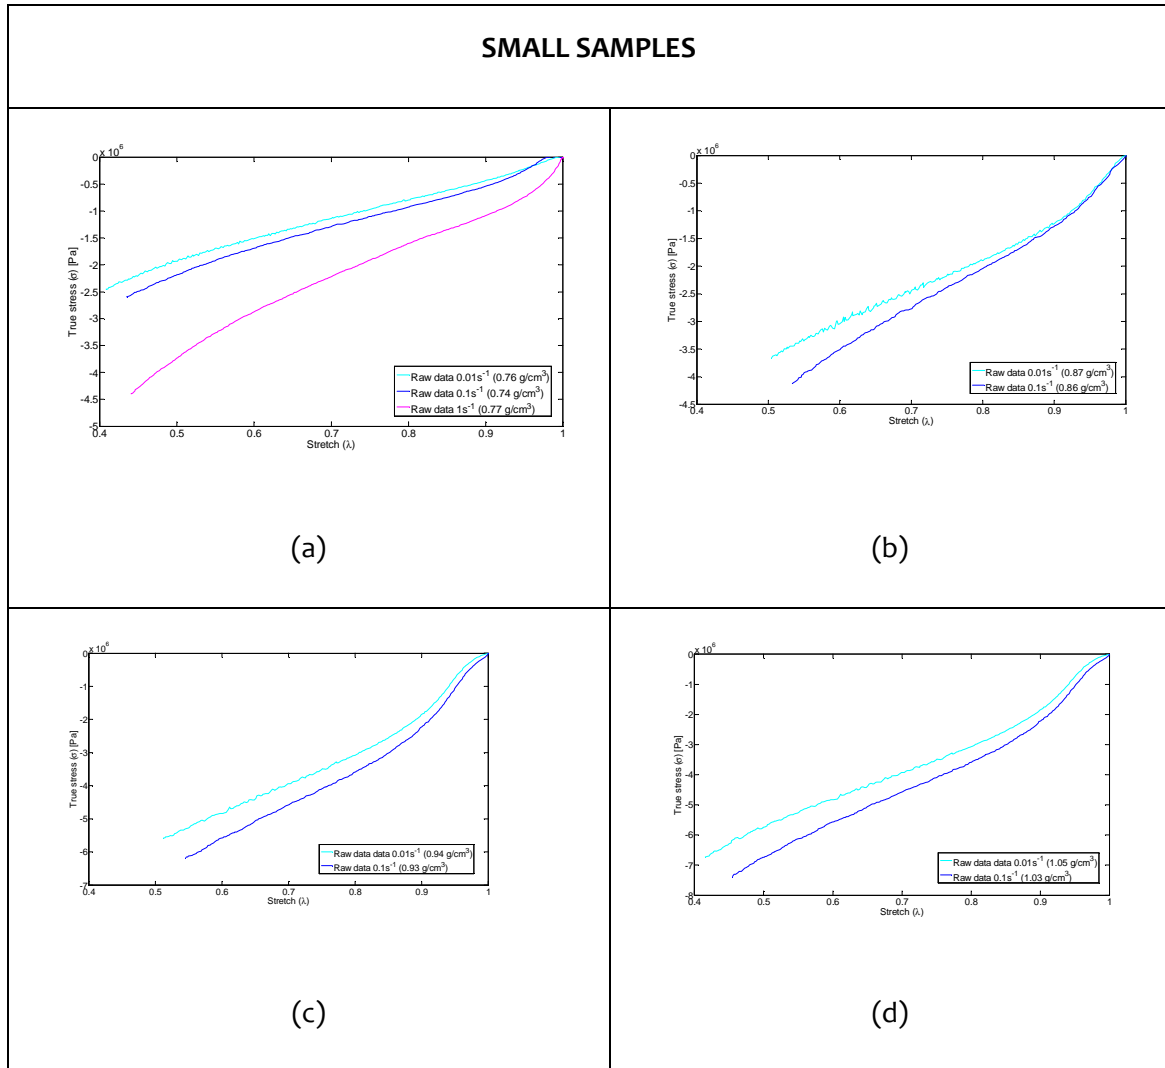 SMALL SAMPLES
x 10^6
0
-0.5
-1
-1.5
-2
-2.5
-3
-3.5
-4
-4.5
-5
True stress (σ) [Pa]
0.4 0.5 0.6 0.7 0.8 0.9 1
Stretch (λ)
Raw data 0.01s^-1 (0.76 g/cm^3)
Raw data 0.1s^-1 (0.74 g/cm^3)
Raw data 1s^-1 (0.77 g/cm^3)
(a)
x 10^6
0
-0.5
-1
-1.5
-2
-2.5
-3
-3.5
-4
-4.5
True stress (σ) [Pa]
0.4 0.5 0.6 0.7 0.8 0.9 1
Stretch (λ)
Raw data 0.01s^-1 (0.87 g/cm^3)
Raw data 0.1s^-1 (0.86 g/cm^3)
(b)
x 10^6
0
-1
-2
-3
-4
-5
-6
-7
True stress (σ) [Pa]
0.4 0.5 0.6 0.7 0.8 0.9 1
Stretch (λ)
Raw data data 0.01s^-1 (0.94 g/cm^3)
Raw data 0.1s^-1 (0.93 g/cm^3)
(c)
x 10^6
0
-1
-2
-3
-4
-5
-6
-7
-8
True stress (σ) [Pa]
0.4 0.5 0.6 0.7 0.8 0.9 1
Stretch (λ)
Raw data data 0.01s^-1 (1.05 g/cm^3)
Raw data 0.1s^-1 (1.03 g/cm^3)
(d)